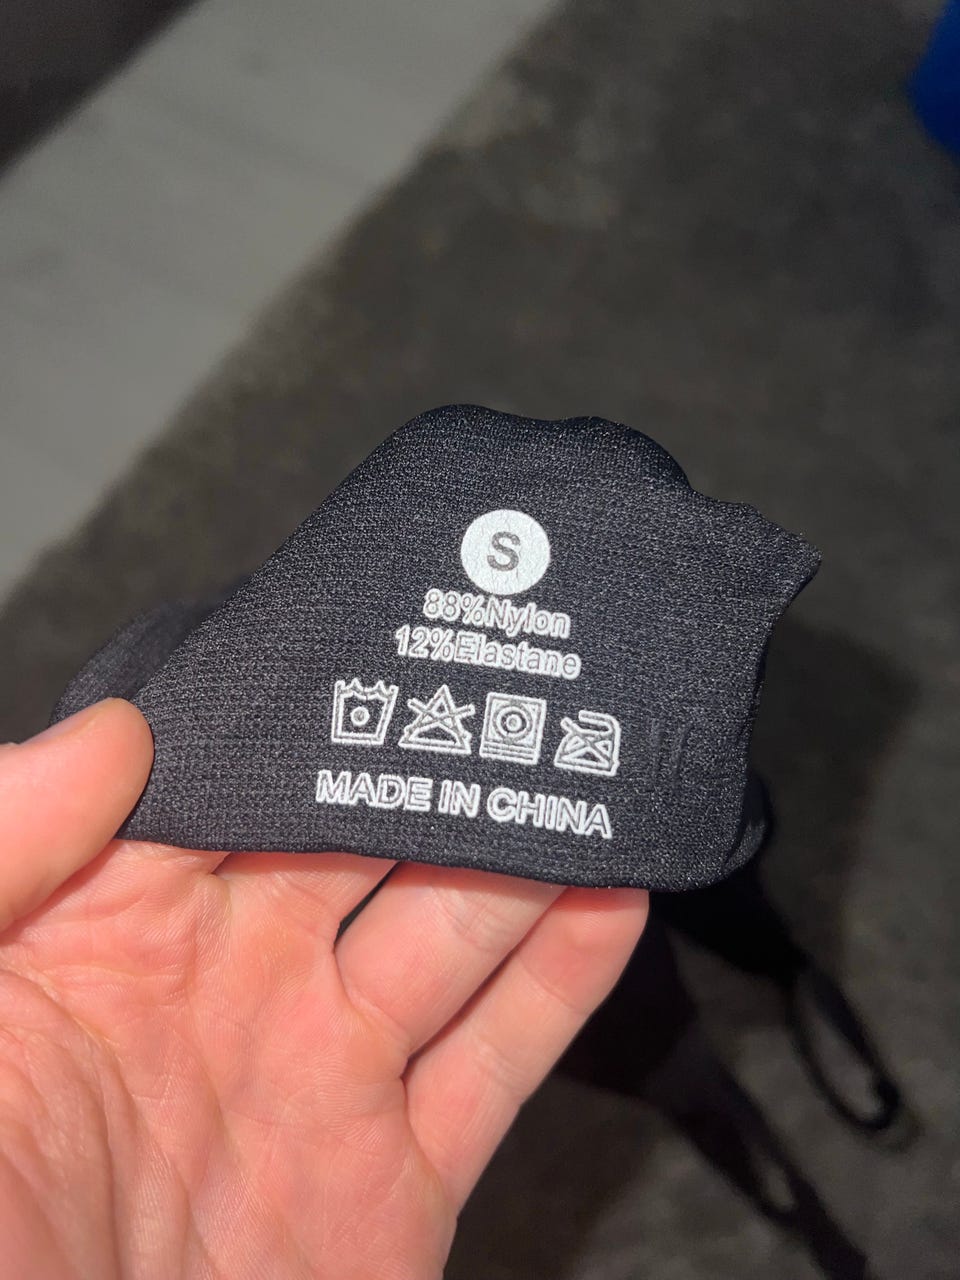 S
88%Nylon
12%Elastane
MADE IN CHINA